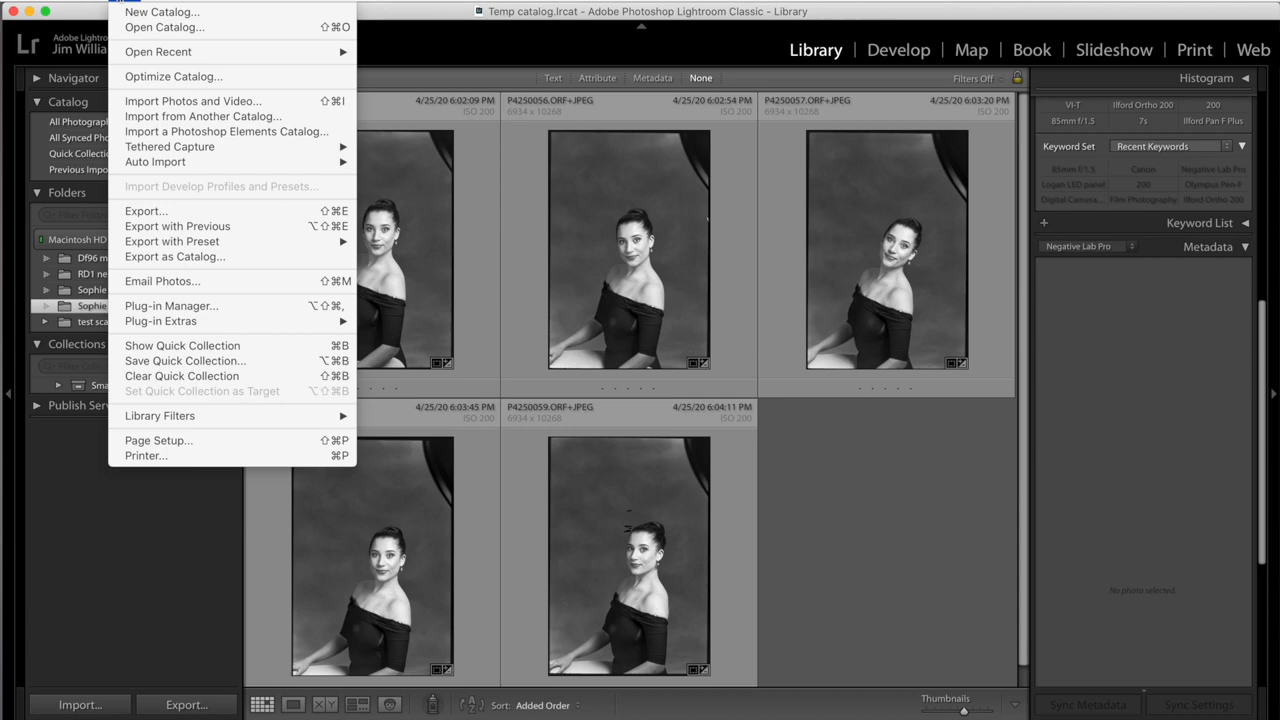 Temp catalog.lrcat - Adobe Photoshop Lightroom Classic - Library
Lr
Adobe Lightro
Jim Willia
Library | Develop | Map | Book | Slideshow | Print | Web
New Catalog...
Open Catalog... ⇧⌘O
Open Recent ▶
Optimize Catalog...
Import Photos and Video... ⇧⌘I
Import from Another Catalog...
Import a Photoshop Elements Catalog...
Tethered Capture ▶
Auto Import ▶
Import Develop Profiles and Presets...
Export... ⇧⌘E
Export with Previous ⌥⇧⌘E
Export with Preset ▶
Export as Catalog...
Email Photos... ⇧⌘M
Plug-in Manager... ⌥⇧⌘,
Plug-in Extras ▶
Show Quick Collection ⌘B
Save Quick Collection... ⌥⌘B
Clear Quick Collection ⇧⌘B
Set Quick Collection as Target ⌥⇧⌘B
Library Filters ▶
Page Setup... ⇧⌘P
Printer... ⌘P
Navigator
Catalog
All Photograp
All Synced Pho
Quick Collectio
Previous Impo
Folders
Filter Folders
Macintosh HD
Df96 m
RD1 ne
Sophie
Sophie
test sca
Collections
Filter Colle
Sma
Publish Serv
Import...
Export...
Text Attribute Metadata None
Filters Off
4/25/20 6:02:09 PM
ISO 200
P4250056.ORF+JPEG 4/25/20 6:02:54 PM
6934 x 10268 ISO 200
P4250057.ORF+JPEG 4/25/20 6:03:20 PM
6934 x 10268 ISO 200
4/25/20 6:03:45 PM
ISO 200
P4250059.ORF+JPEG 4/25/20 6:04:11 PM
6934 x 10268 ISO 200
Sort: Added Order
Thumbnails
Histogram
VI-T Ilford Ortho 200 200
85mm f/1.5 7s Ilford Pan F Plus
Keyword Set Recent Keywords
85mm f/1.5 Canon Negative Lab Pro
Logan LED panel 200 Olympus Pen-F
Digital Camera... Film Photography Ilford Ortho 200
+ Keyword List
Negative Lab Pro Metadata
No photo selected.
Sync Metadata
Sync Settings